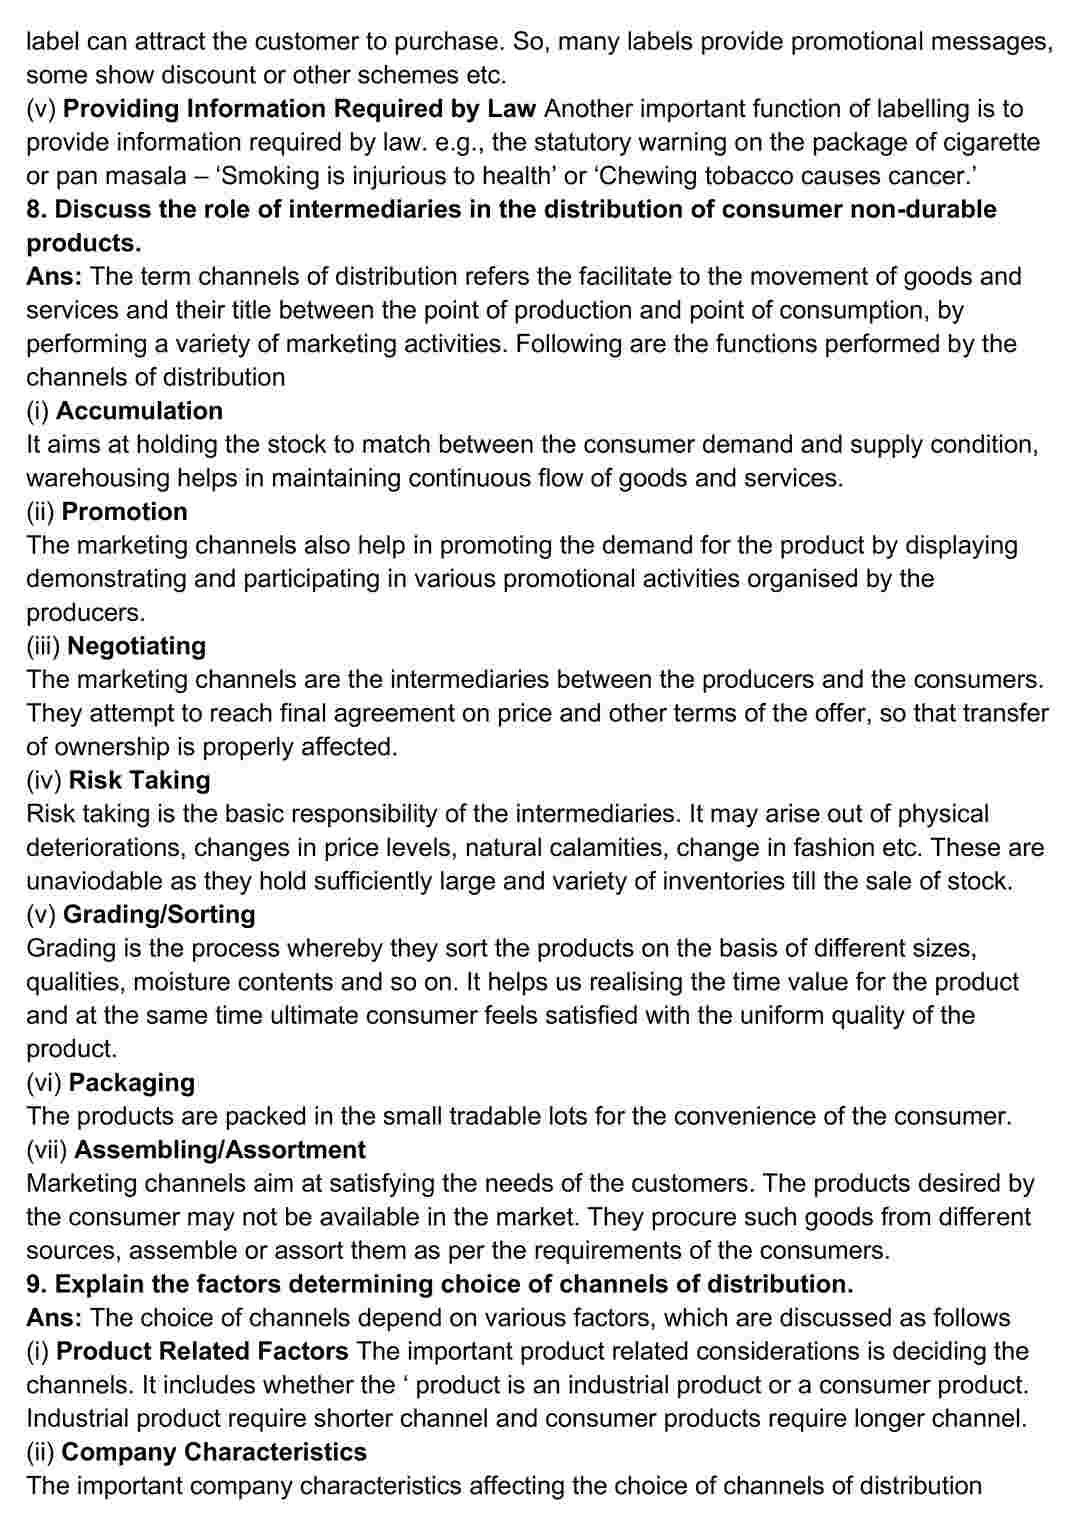 label can attract the customer to purchase. So, many labels provide promotional messages,
some show discount or other schemes etc.
(v) Providing Information Required by Law Another important function of labelling is to
provide information required by law. e.g., the statutory warning on the package of cigarette
or pan masala – ‘Smoking is injurious to health’ or ‘Chewing tobacco causes cancer.’
8. Discuss the role of intermediaries in the distribution of consumer non-durable
products.
Ans: The term channels of distribution refers the facilitate to the movement of goods and
services and their title between the point of production and point of consumption, by
performing a variety of marketing activities. Following are the functions performed by the
channels of distribution
(i) Accumulation
It aims at holding the stock to match between the consumer demand and supply condition,
warehousing helps in maintaining continuous flow of goods and services.
(ii) Promotion
The marketing channels also help in promoting the demand for the product by displaying
demonstrating and participating in various promotional activities organised by the
producers.
(iii) Negotiating
The marketing channels are the intermediaries between the producers and the consumers.
They attempt to reach final agreement on price and other terms of the offer, so that transfer
of ownership is properly affected.
(iv) Risk Taking
Risk taking is the basic responsibility of the intermediaries. It may arise out of physical
deteriorations, changes in price levels, natural calamities, change in fashion etc. These are
unaviodable as they hold sufficiently large and variety of inventories till the sale of stock.
(v) Grading/Sorting
Grading is the process whereby they sort the products on the basis of different sizes,
qualities, moisture contents and so on. It helps us realising the time value for the product
and at the same time ultimate consumer feels satisfied with the uniform quality of the
product.
(vi) Packaging
The products are packed in the small tradable lots for the convenience of the consumer.
(vii) Assembling/Assortment
Marketing channels aim at satisfying the needs of the customers. The products desired by
the consumer may not be available in the market. They procure such goods from different
sources, assemble or assort them as per the requirements of the consumers.
9. Explain the factors determining choice of channels of distribution.
Ans: The choice of channels depend on various factors, which are discussed as follows
(i) Product Related Factors The important product related considerations is deciding the
channels. It includes whether the ‘ product is an industrial product or a consumer product.
Industrial product require shorter channel and consumer products require longer channel.
(ii) Company Characteristics
The important company characteristics affecting the choice of channels of distribution